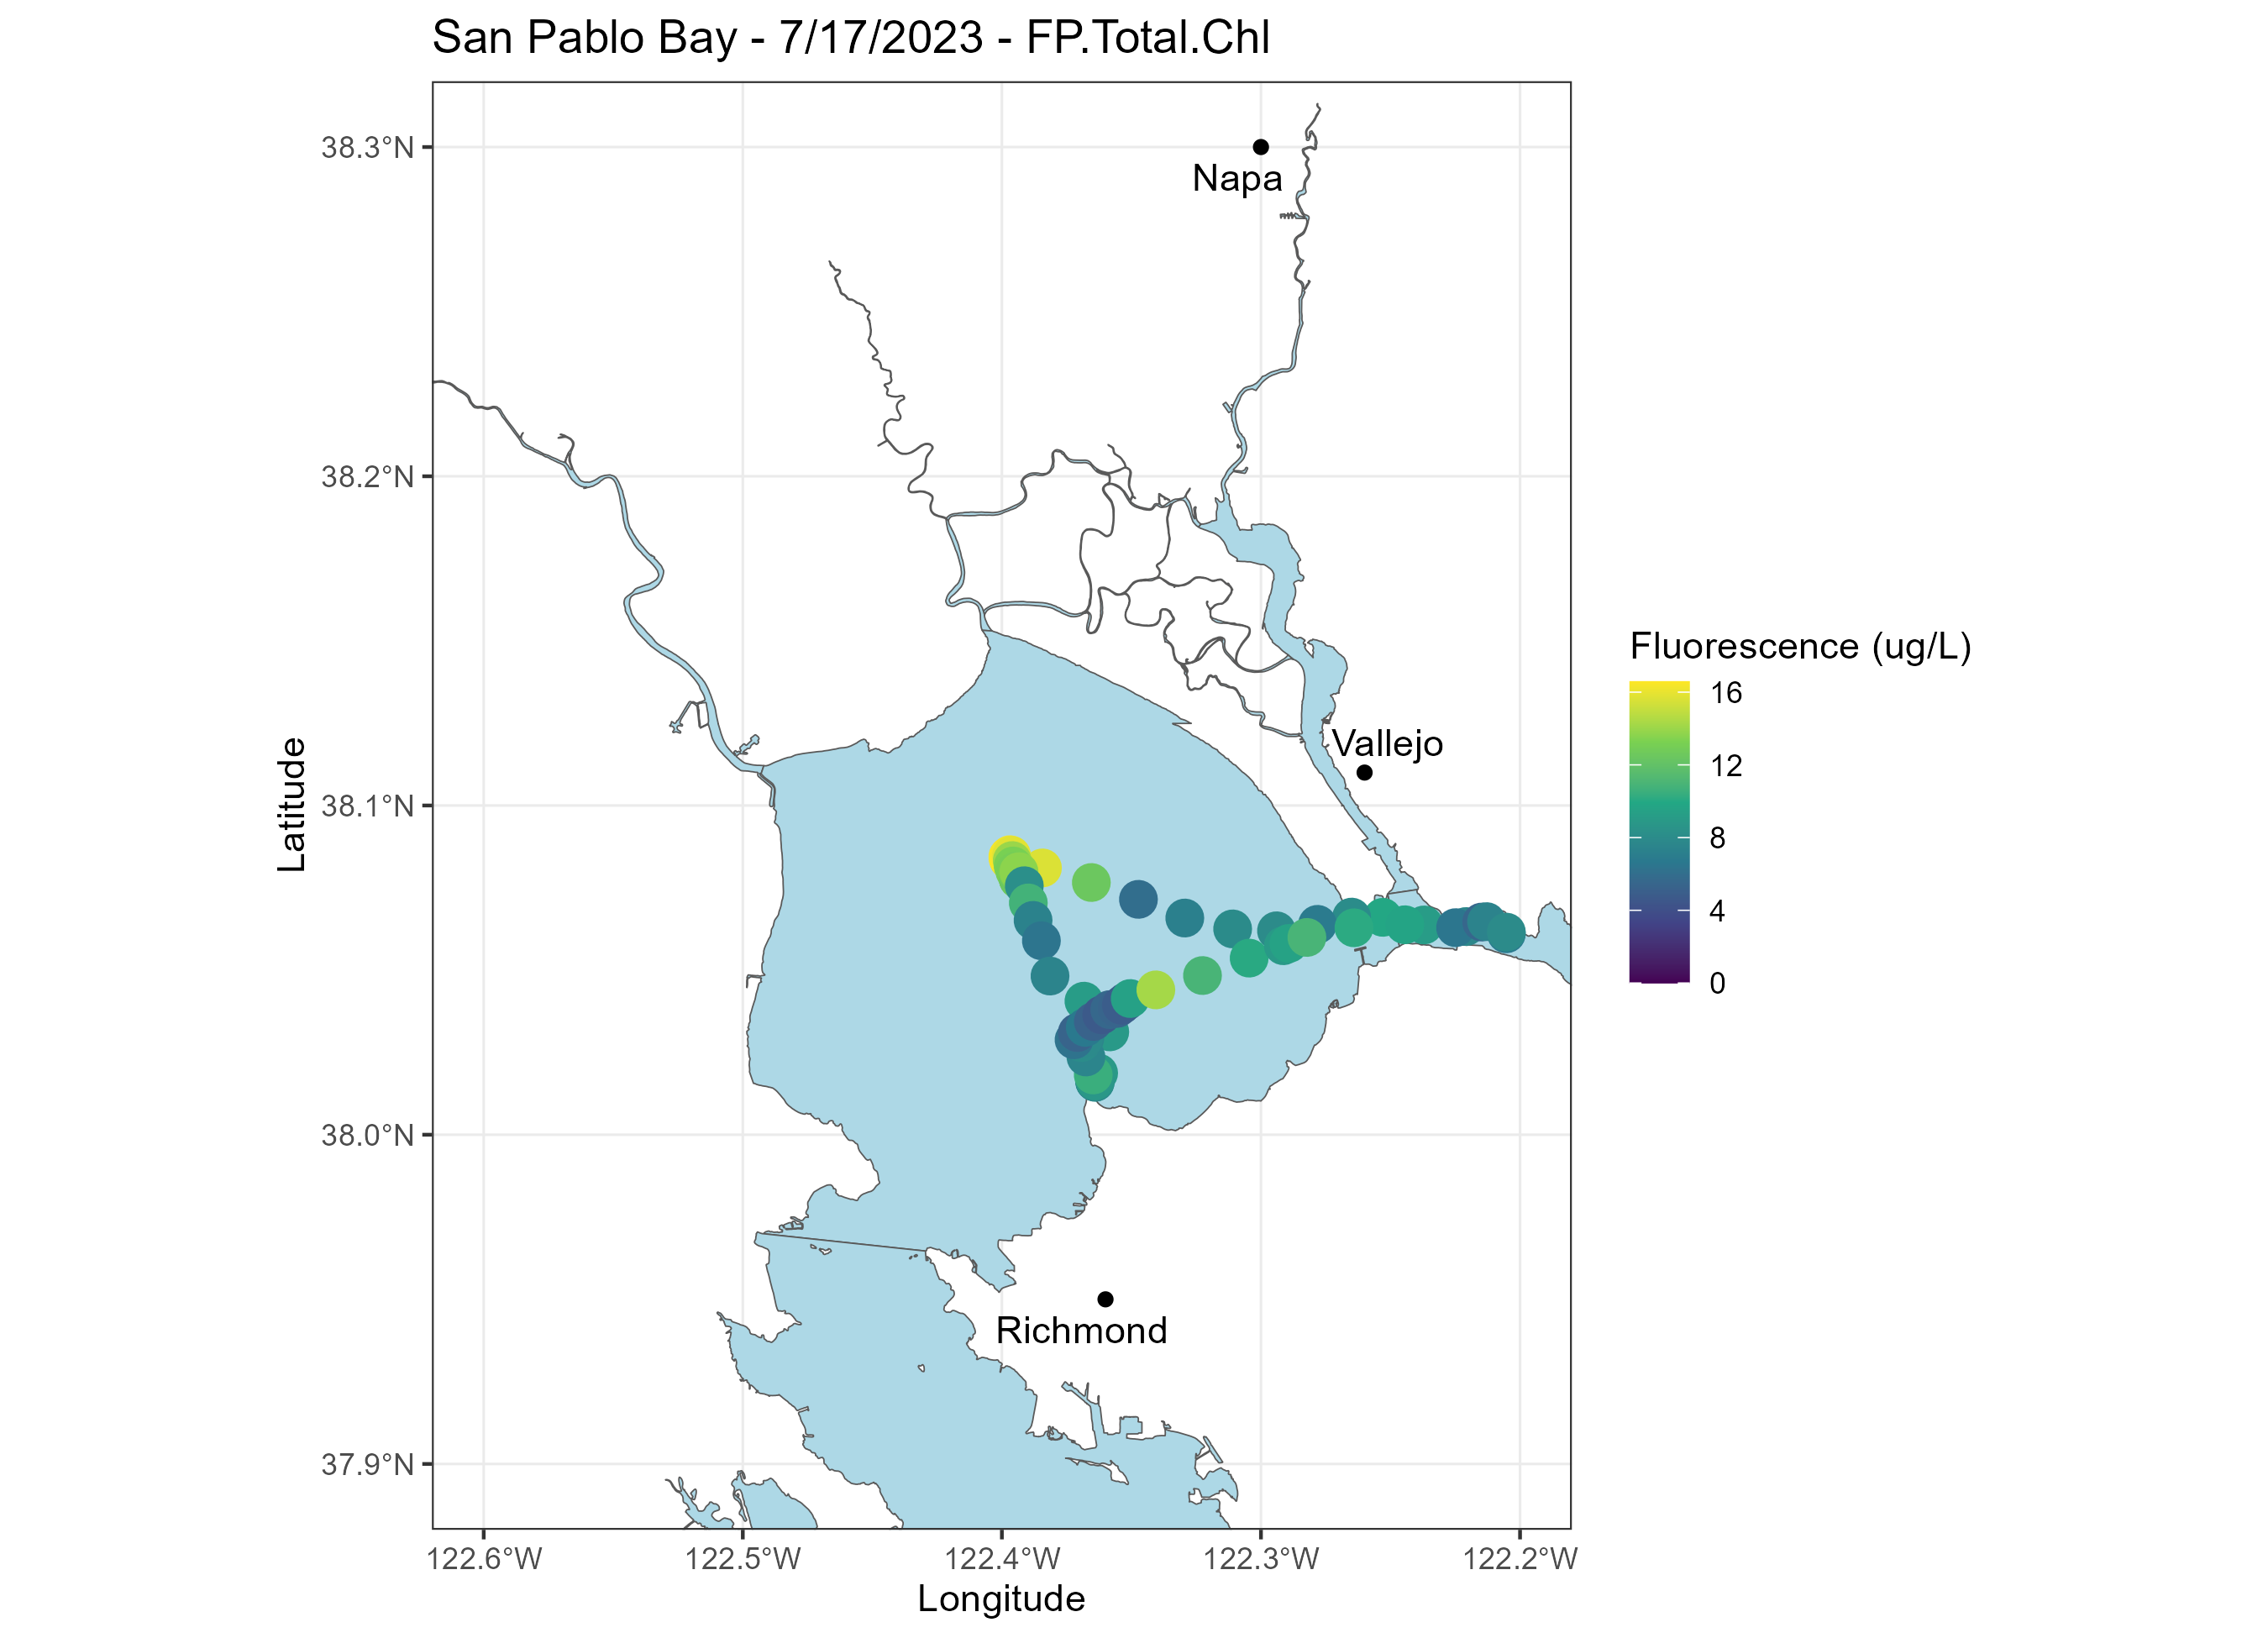 San Pablo Bay - 7/17/2023 - FP.Total.Chl
38.3°N
Napa
38.2°N
Fluorescence (ug/L)
16
12
8
4
0
Vallejo
38.1°N
Latitude
38.0°N
Richmond
37.9°N
122.6°W 122.5°W 122.4°W 122.3°W 122.2°W
Longitude